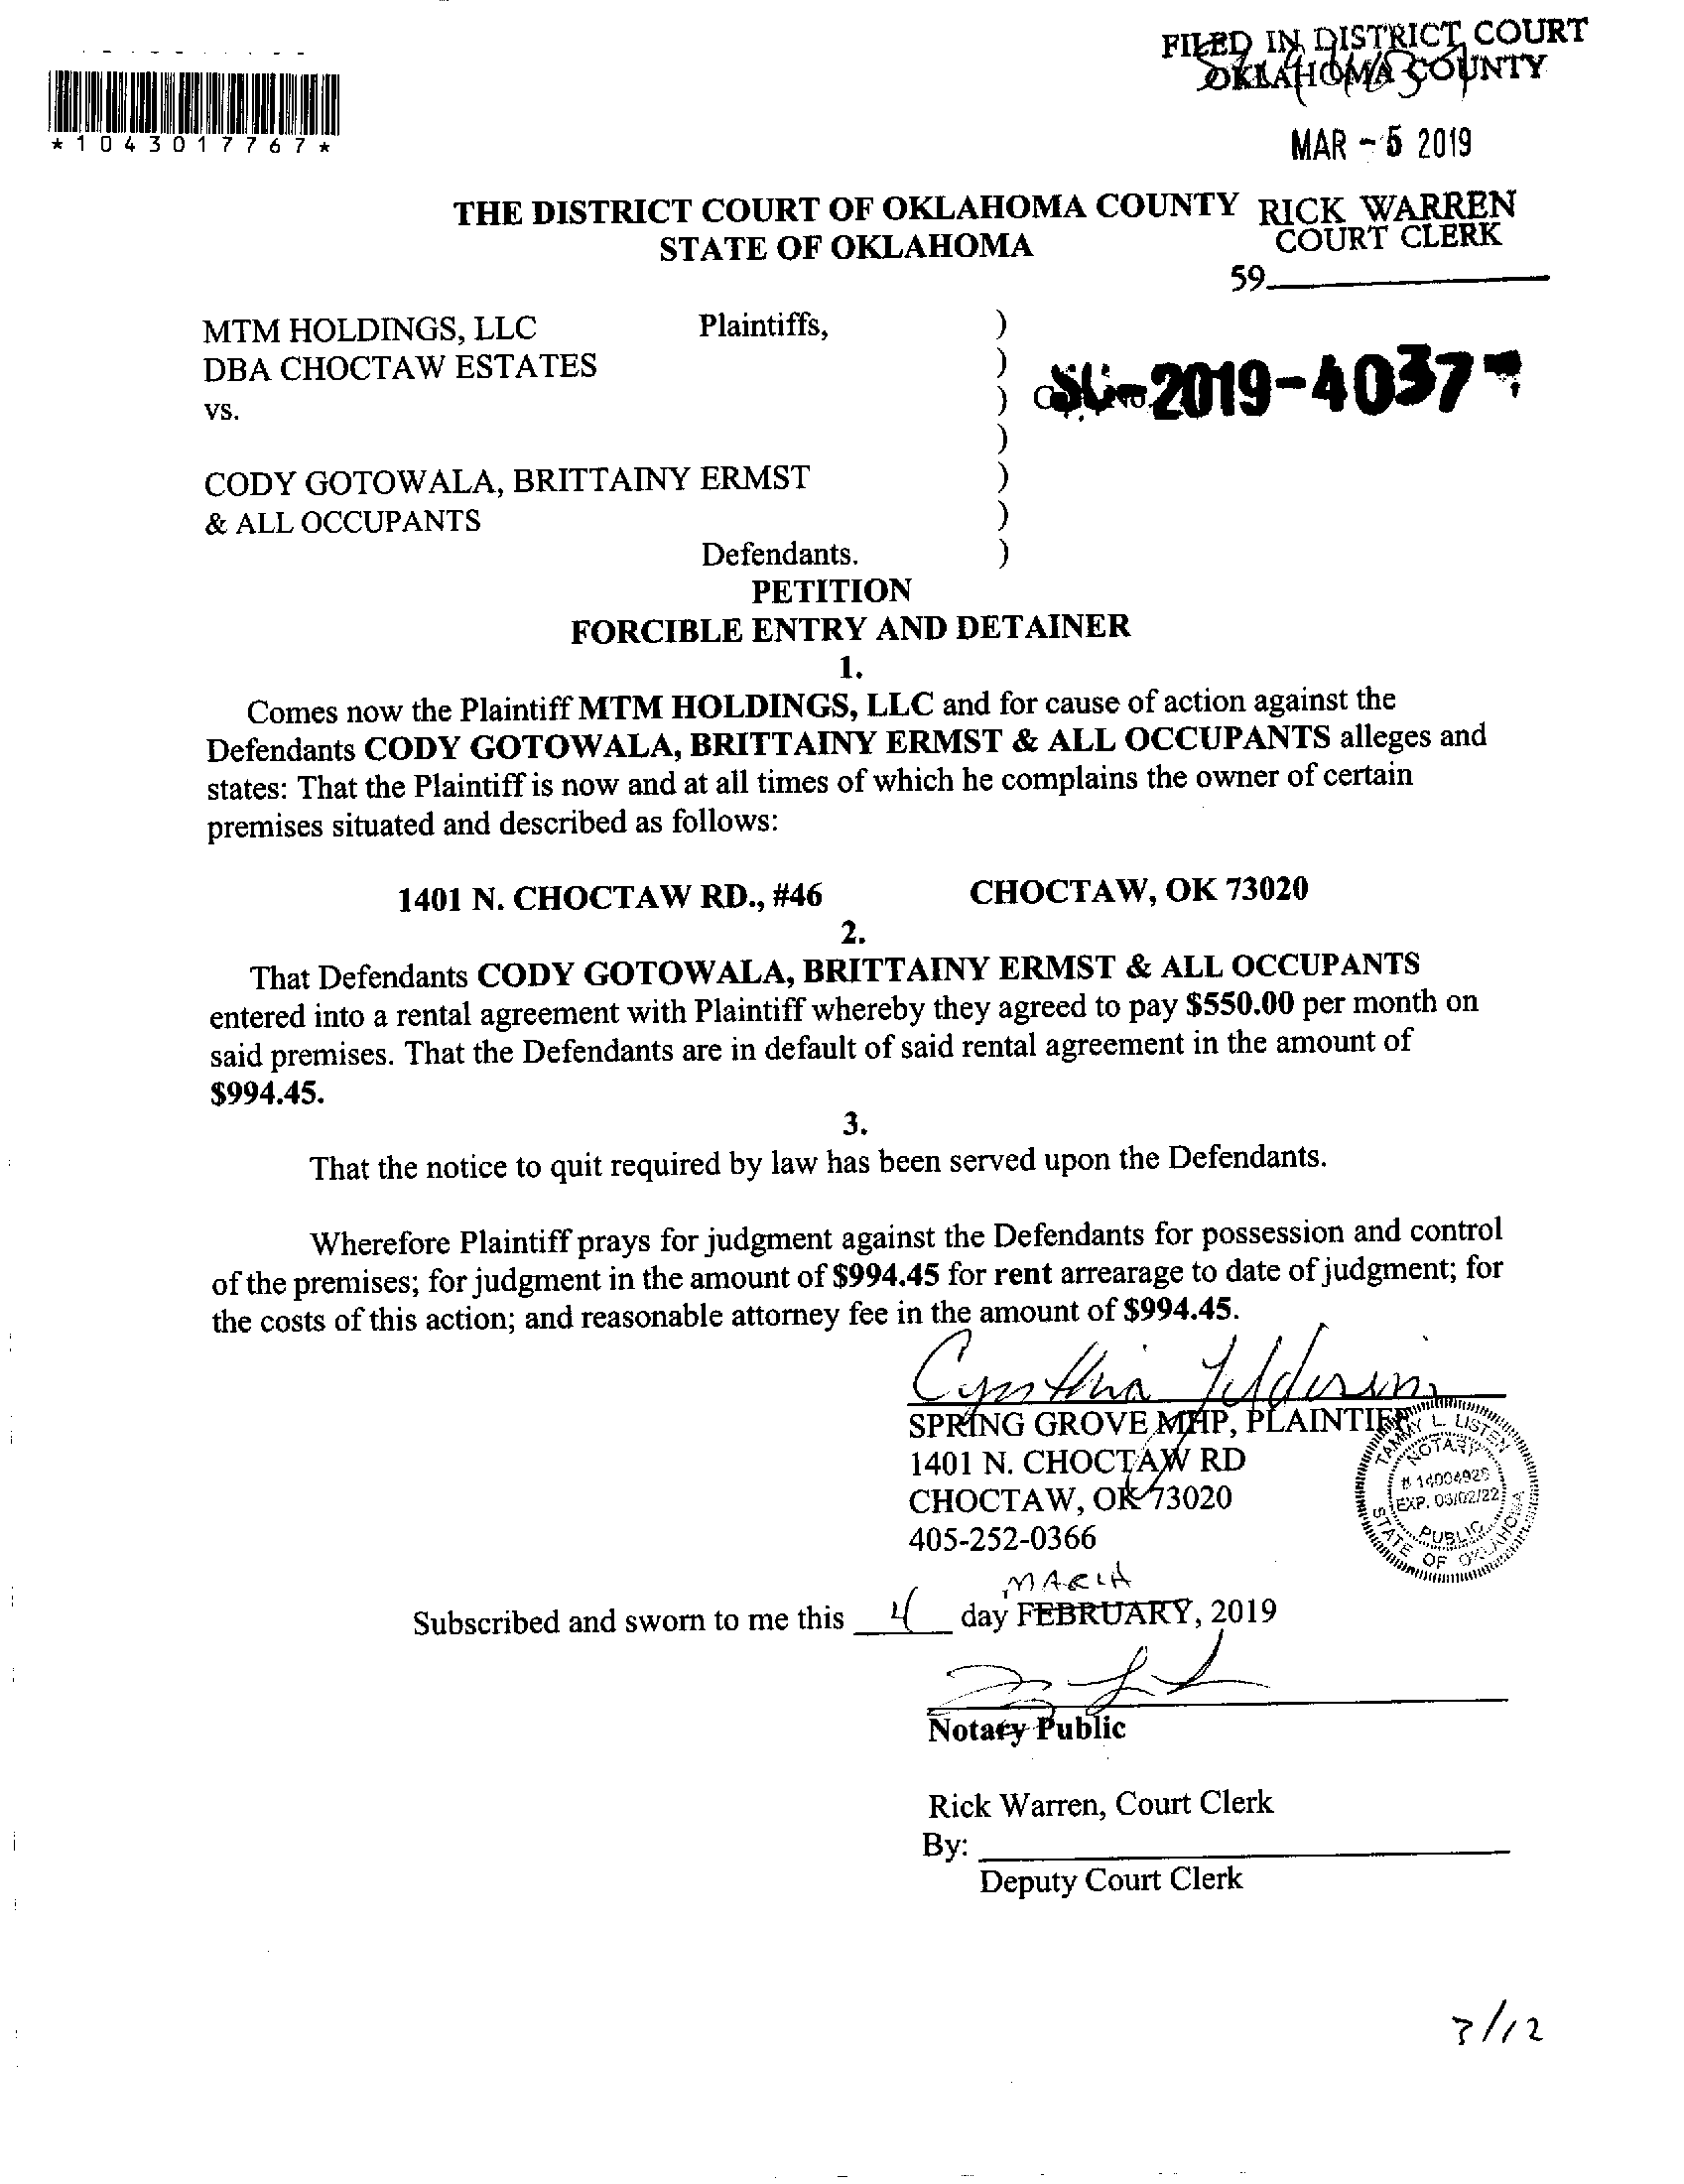 FILED IN DISTRICT COURT
OKLAHOMA COUNTY
*1043017767*
MAR - 5 2019
THE DISTRICT COURT OF OKLAHOMA COUNTY
RICK WARREN
STATE OF OKLAHOMA
COURT CLERK
59
MTM HOLDINGS, LLC Plaintiffs, )
DBA CHOCTAW ESTATES )
vs. ) SC-2019-4037
)
CODY GOTOWALA, BRITTAINY ERMST )
& ALL OCCUPANTS )
Defendants. )
PETITION
FORCIBLE ENTRY AND DETAINER
1.
Comes now the Plaintiff MTM HOLDINGS, LLC and for cause of action against the
Defendants CODY GOTOWALA, BRITTAINY ERMST & ALL OCCUPANTS alleges and
states: That the Plaintiff is now and at all times of which he complains the owner of certain
premises situated and described as follows:
1401 N. CHOCTAW RD., #46 CHOCTAW, OK 73020
2.
That Defendants CODY GOTOWALA, BRITTAINY ERMST & ALL OCCUPANTS
entered into a rental agreement with Plaintiff whereby they agreed to pay $550.00 per month on
said premises. That the Defendants are in default of said rental agreement in the amount of
$994.45.
3.
That the notice to quit required by law has been served upon the Defendants.
Wherefore Plaintiff prays for judgment against the Defendants for possession and control
of the premises; for judgment in the amount of $994.45 for rent arrearage to date of judgment; for
the costs of this action; and reasonable attorney fee in the amount of $994.45.
Cynthia
SPRING GROVE MHP, PLAINTIFF
1401 N. CHOCTAW RD
CHOCTAW, OK 73020
405-252-0366
TAMMY L. LISTEN
NOTARY
# 14004920
EXP. 03/02/22
PUBLIC
STATE OF OKLAHOMA
MARCH
Subscribed and sworn to me this 4 day FEBRUARY, 2019
Notary Public
Rick Warren, Court Clerk
By:
Deputy Court Clerk
3/12